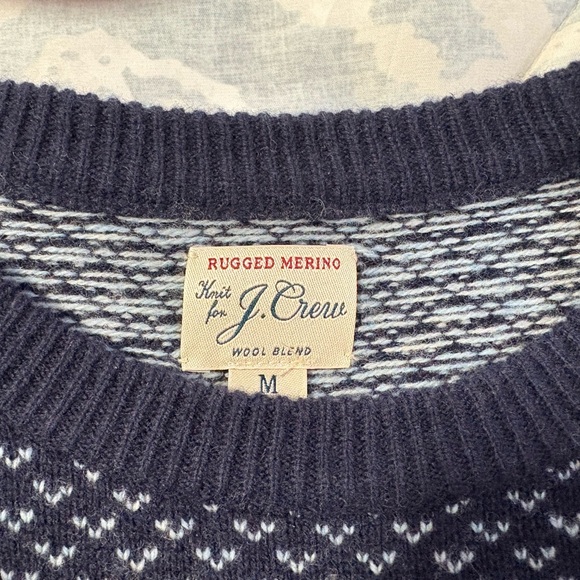 RUGGED MERINO
Knit for J.Crew
WOOL BLEND
M